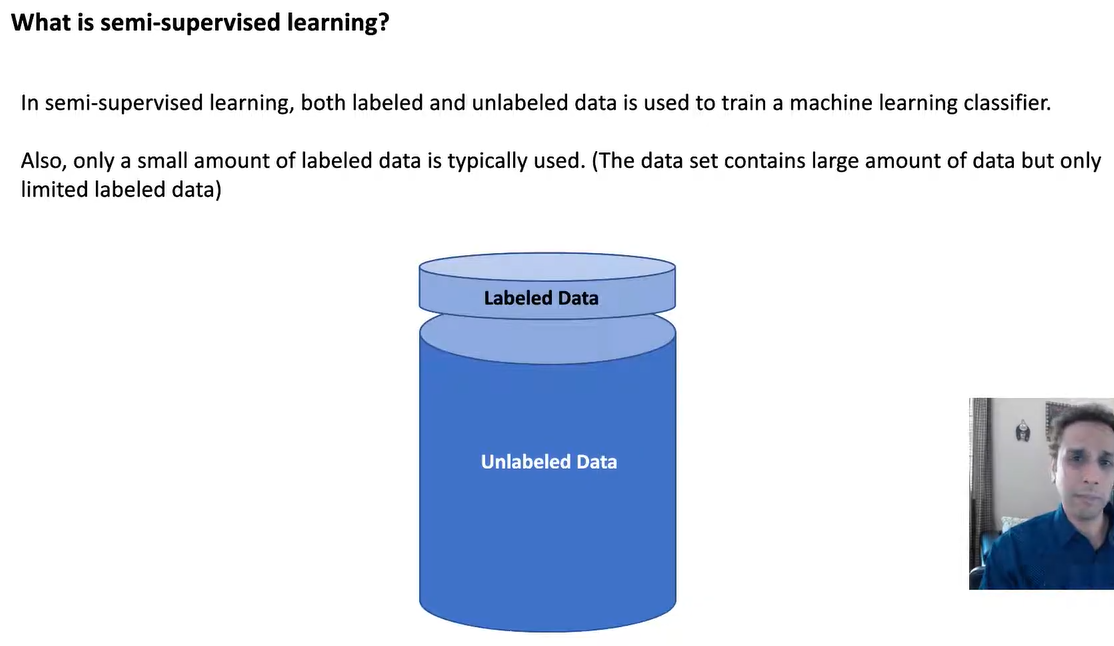 What is semi-supervised learning?
In semi-supervised learning, both labeled and unlabeled data is used to train a machine learning classifier.
Also, only a small amount of labeled data is typically used. (The data set contains large amount of data but only
limited labeled data)
Labeled Data
Unlabeled Data